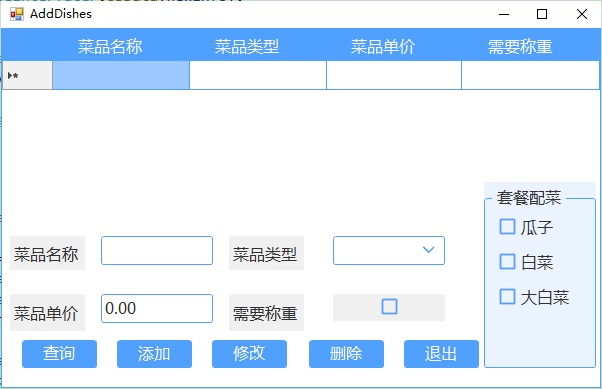 AddDishes
菜品名称 菜品类型 菜品单价 需要称重
套餐配菜
瓜子
白菜
大白菜
菜品名称 菜品类型
菜品单价 0.00 需要称重
查询 添加 修改 删除 退出